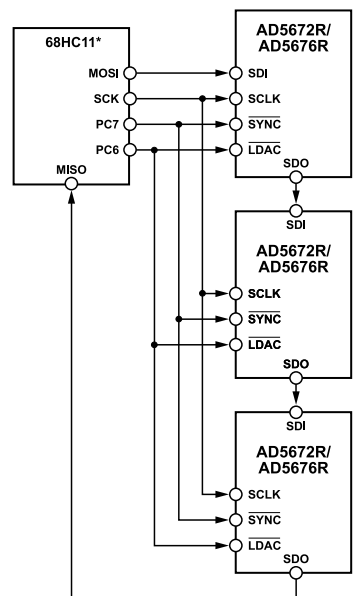 68HC11*
MOSI
SCK
PC7
PC6
MISO
AD5672R/
AD5676R
SDI
SCLK
SYNC
LDAC
SDO
SDI
AD5672R/
AD5676R
SCLK
SYNC
LDAC
SDO
SDI
AD5672R/
AD5676R
SCLK
SYNC
LDAC
SDO